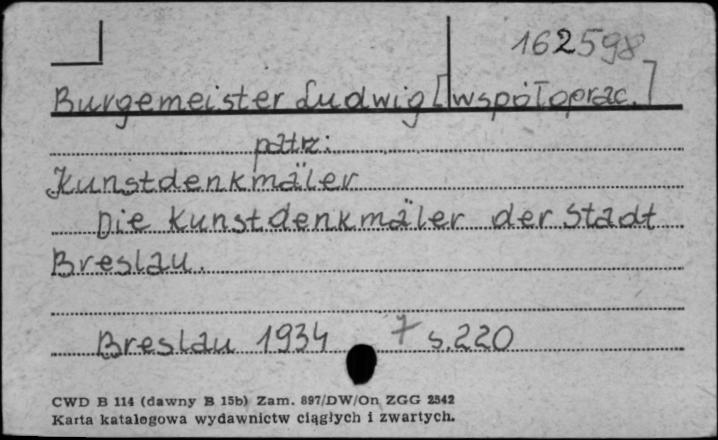 162598
Burgemeister Ludwig [współoprac.]
patrz:
Kunstdenkmäler
Die Kunstdenkmäler der Stadt
Breslau.
Breslau 1934 7 s.220
CWD B 114 (dawny B 15b) Zam. 897/DW/On ZGG 2542
Karta katalogowa wydawnictw ciągłych i zwartych.